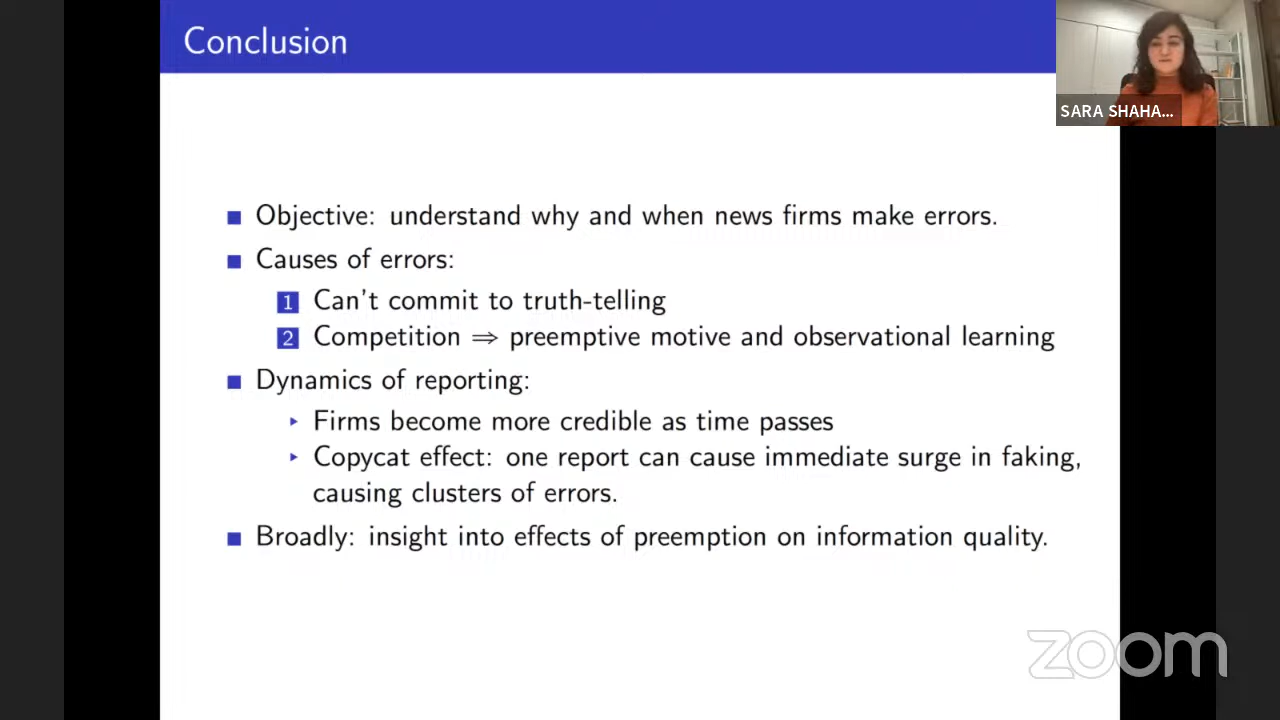 Conclusion
SARA SHAHA...
■ Objective: understand why and when news firms make errors.
■ Causes of errors:
1 Can't commit to truth-telling
2 Competition ⇒ preemptive motive and observational learning
■ Dynamics of reporting:
▸ Firms become more credible as time passes
▸ Copycat effect: one report can cause immediate surge in faking,
causing clusters of errors.
■ Broadly: insight into effects of preemption on information quality.
zoom